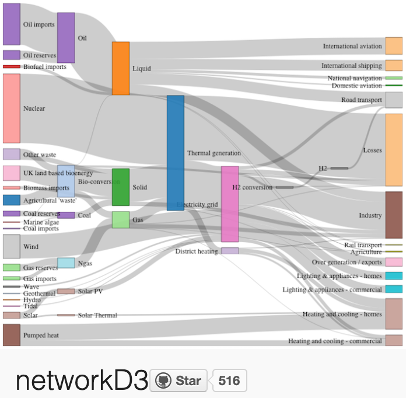 Oil imports
Oil
Oil reserves
Biofuel imports
Liquid
Nuclear
Thermal generation
Other waste
UK land based bioenergy
Bio-conversion
Biomass imports
Agricultural waste
Solid
Coal reserves
Coal
Gas
Marine algae
Coal imports
Electricity grid
H2 conversion
H2
Wind
District heating
Ngas
Gas reserves
Gas imports
Wave
Geothermal
Solar PV
Hydro
Tidal
Solar
Solar Thermal
Pumped heat
International aviation
International shipping
National navigation
Domestic aviation
Road transport
Losses
Industry
Rail transport
Agriculture
Over generation / exports
Lighting & appliances - homes
Lighting & appliances - commercial
Heating and cooling - homes
Heating and cooling - commercial
networkD3 Star 516